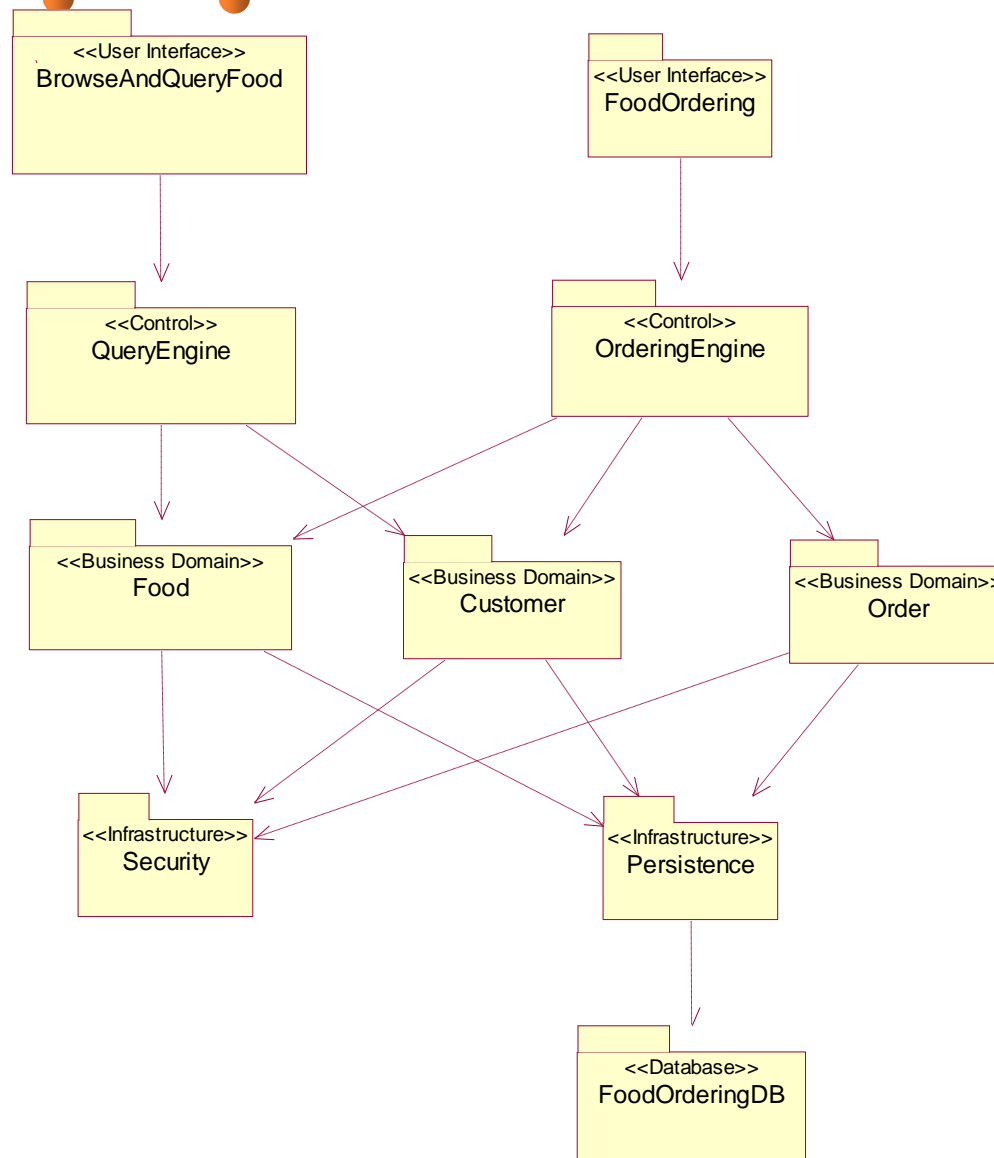 <<User Interface>>
BrowseAndQueryFood
<<User Interface>>
FoodOrdering
<<Control>>
QueryEngine
<<Control>>
OrderingEngine
<<Business Domain>>
Food
<<Business Domain>>
Customer
<<Business Domain>>
Order
<<Infrastructure>>
Security
<<Infrastructure>>
Persistence
<<Database>>
FoodOrderingDB